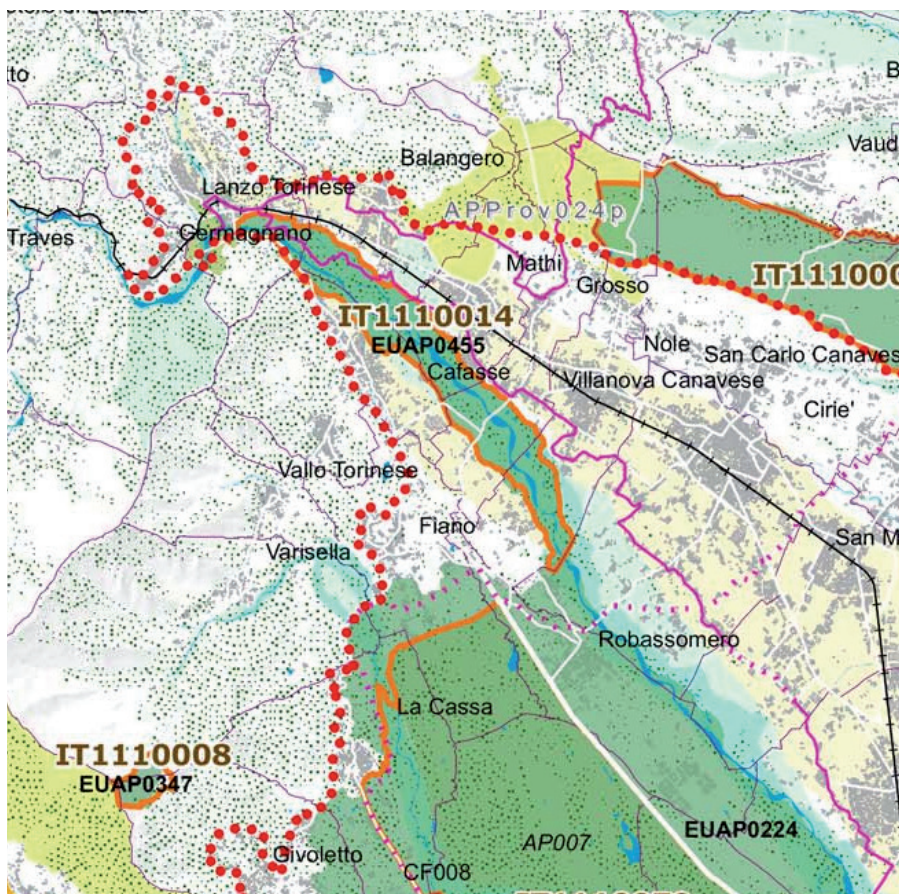 tto
B
Balangero
Vaud
Lanzo Torinese
APProv024p
Traves
Germagnano
Mathi
Grosso
IT111000
IT1110014
EUAP0455
Nole
San Carlo Canaves
Cafasse
Villanova Canavese
Cirie'
Vallo Torinese
Fiano
San M
Varisella
Robassomero
La Cassa
IT1110008
EUAP0347
EUAP0224
AP007
Givoletto
CF008